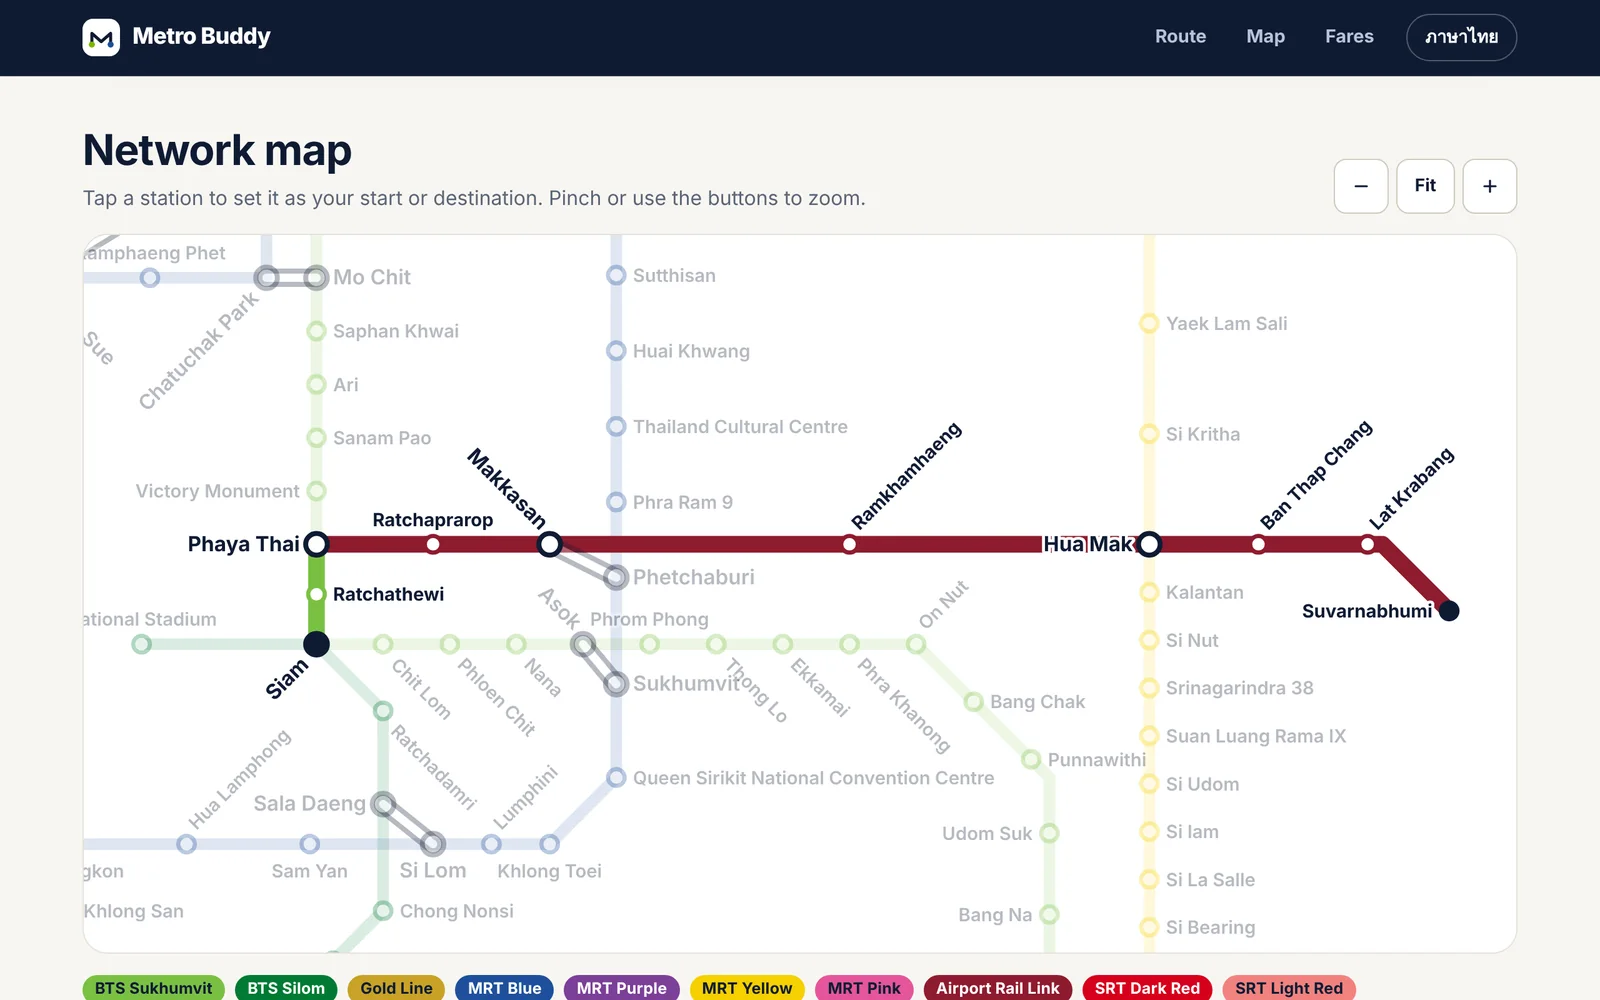 Metro Buddy
Route
Map
Fares
ภาษาไทย
Network map
Tap a station to set it as your start or destination. Pinch or use the buttons to zoom.
−
Fit
+
amphaeng Phet
Mo Chit
Sutthisan
Chatuchak Park
Sue
Saphan Khwai
Yaek Lam Sali
Huai Khwang
Ari
Sanam Pao
Thailand Cultural Centre
Si Kritha
Victory Monument
Phra Ram 9
Makkasan
Ramkhamhaeng
Ban Thap Chang
Lat Krabang
Ratchaprarop
Phaya Thai
Hua Mak
Phetchaburi
Ratchathewi
Kalantan
Suvarnabhumi
ational Stadium
Asok
Phrom Phong
On Nut
Si Nut
Siam
Chit Lom
Phloen Chit
Nana
Sukhumvit
Thong Lo
Ekkamai
Phra Khanong
Bang Chak
Srinagarindra 38
Suan Luang Rama IX
Ratchadamri
Hua Lamphong
Lumphini
Punnawithi
Queen Sirikit National Convention Centre
Si Udom
Sala Daeng
Udom Suk
Si Iam
gkon
Sam Yan
Si Lom
Khlong Toei
Si La Salle
Khlong San
Chong Nonsi
Bang Na
Si Bearing
BTS Sukhumvit
BTS Silom
Gold Line
MRT Blue
MRT Purple
MRT Yellow
MRT Pink
Airport Rail Link
SRT Dark Red
SRT Light Red